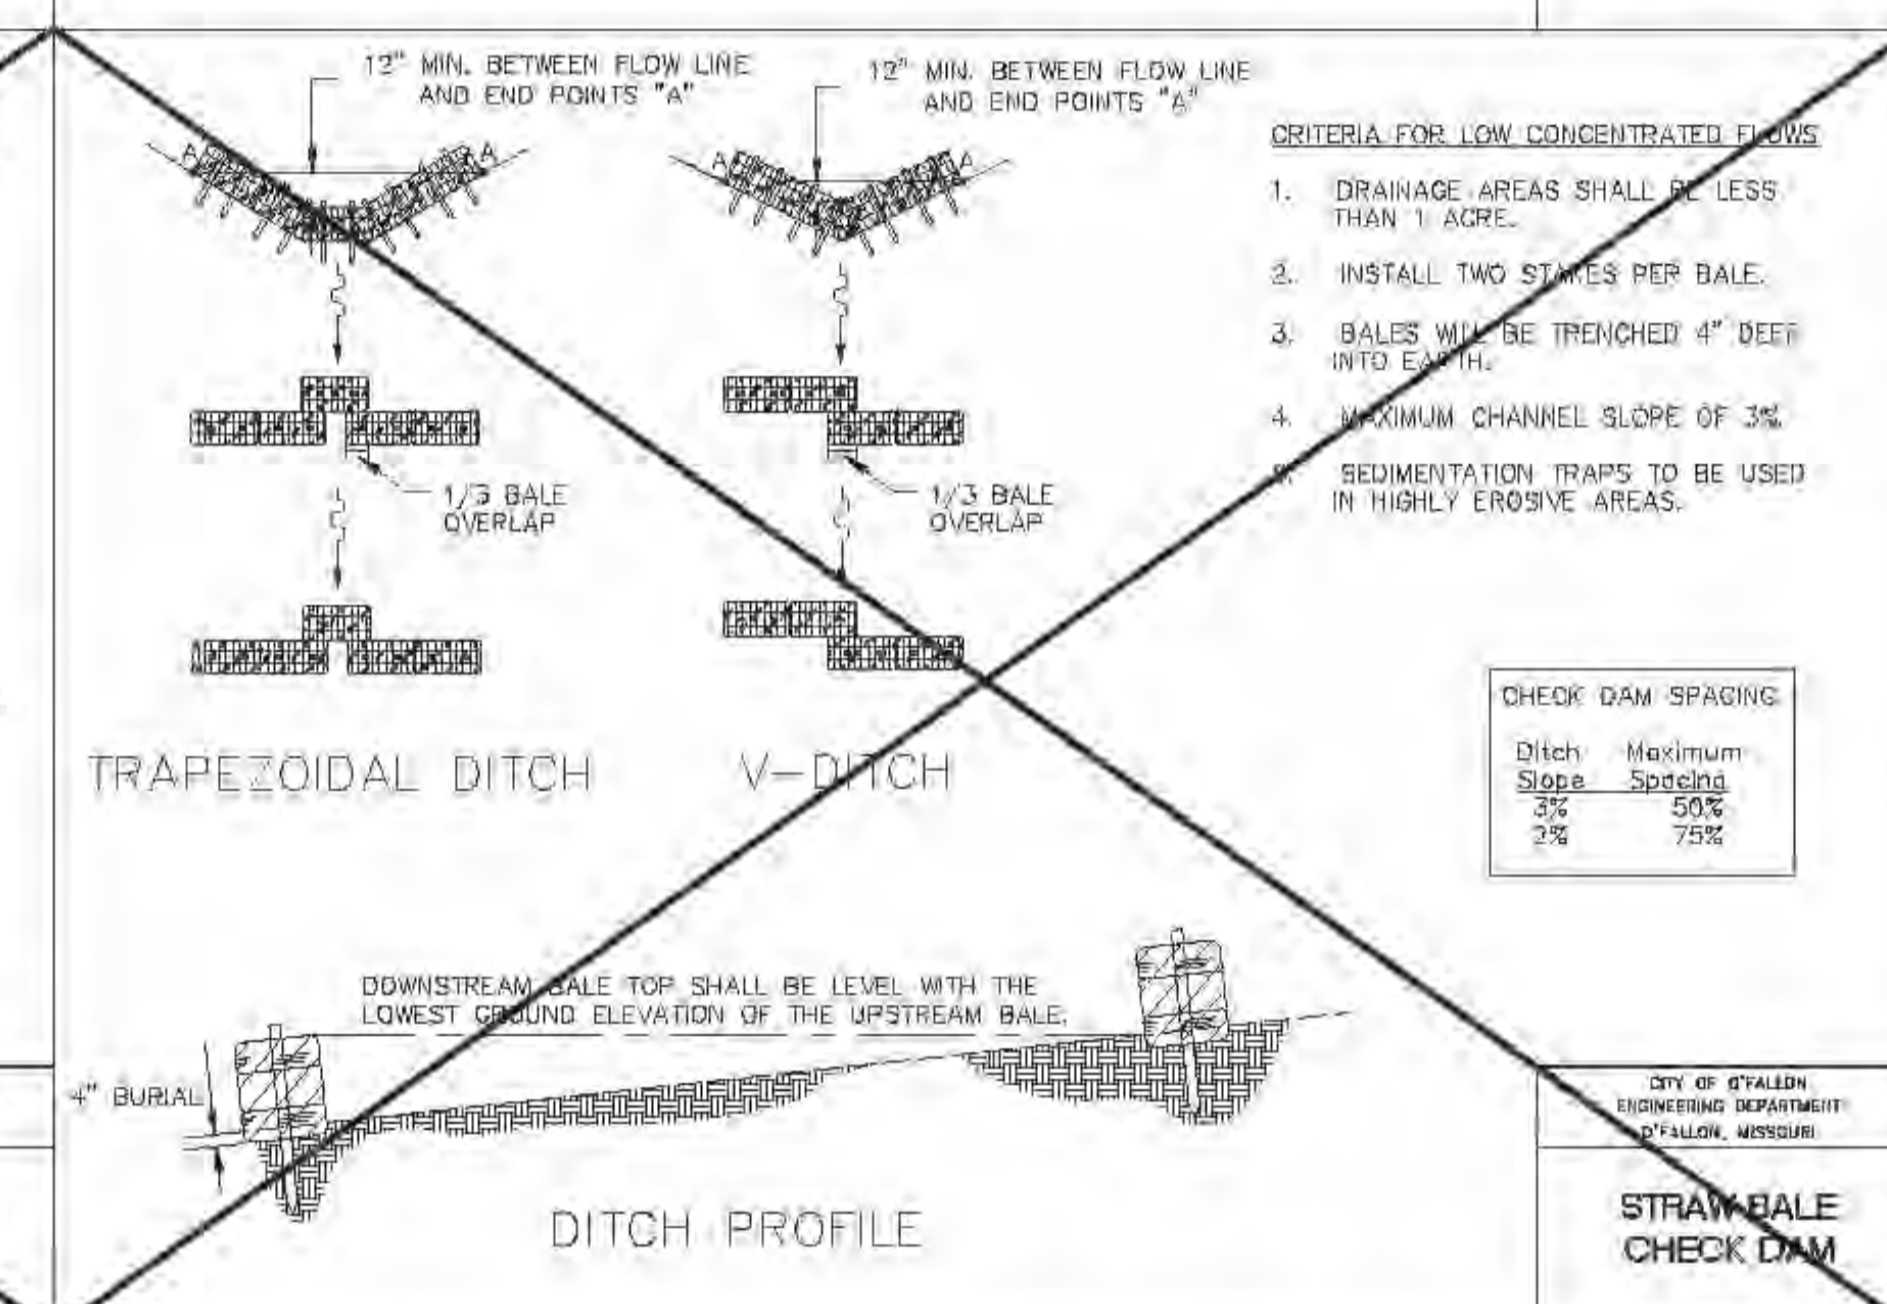 12" MIN. BETWEEN FLOW LINE
AND END POINTS "A"
12" MIN. BETWEEN FLOW LINE
AND END POINTS "A"
A
A
A
A
1/3 BALE
OVERLAP
1/3 BALE
OVERLAP
TRAPEZOIDAL DITCH
V-DITCH
CRITERIA FOR LOW CONCENTRATED FLOWS
1. DRAINAGE AREAS SHALL BE LESS
THAN 1 ACRE.
2. INSTALL TWO STAKES PER BALE.
3. BALES WILL BE TRENCHED 4" DEEP
INTO EARTH.
4. MAXIMUM CHANNEL SLOPE OF 3%
SEDIMENTATION TRAPS TO BE USED
IN HIGHLY EROSIVE AREAS.
CHECK DAM SPACING
Ditch Maximum
Slope Spacing
3% 50%
2% 75%
DOWNSTREAM BALE TOP SHALL BE LEVEL WITH THE
LOWEST GROUND ELEVATION OF THE UPSTREAM BALE.
4" BURIAL
DITCH PROFILE
CITY OF O'FALLON
ENGINEERING DEPARTMENT
O'FALLON, MISSOURI
STRAW BALE
CHECK DAM